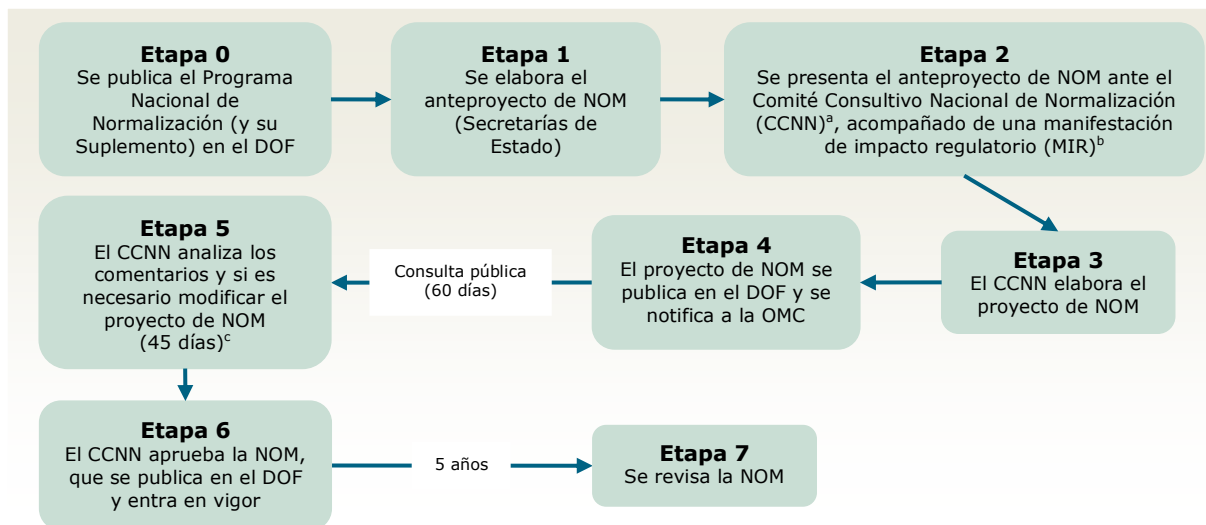 Etapa 0
Se publica el Programa
Nacional de
Normalización (y su
Suplemento) en el DOF
Etapa 1
Se elabora el
anteproyecto de NOM
(Secretarías de
Estado)
Etapa 2
Se presenta el anteproyecto de NOM ante el
Comité Consultivo Nacional de Normalización
(CCNN)ª, acompañado de una manifestación
de impacto regulatorio (MIR)ᵇ
Etapa 3
El CCNN elabora el
proyecto de NOM
Etapa 4
El proyecto de NOM se
publica en el DOF y se
notifica a la OMC
Consulta pública
(60 días)
Etapa 5
El CCNN analiza los
comentarios y si es
necesario modificar el
proyecto de NOM
(45 días)ᶜ
Etapa 6
El CCNN aprueba la NOM,
que se publica en el DOF
y entra en vigor
5 años
Etapa 7
Se revisa la NOM